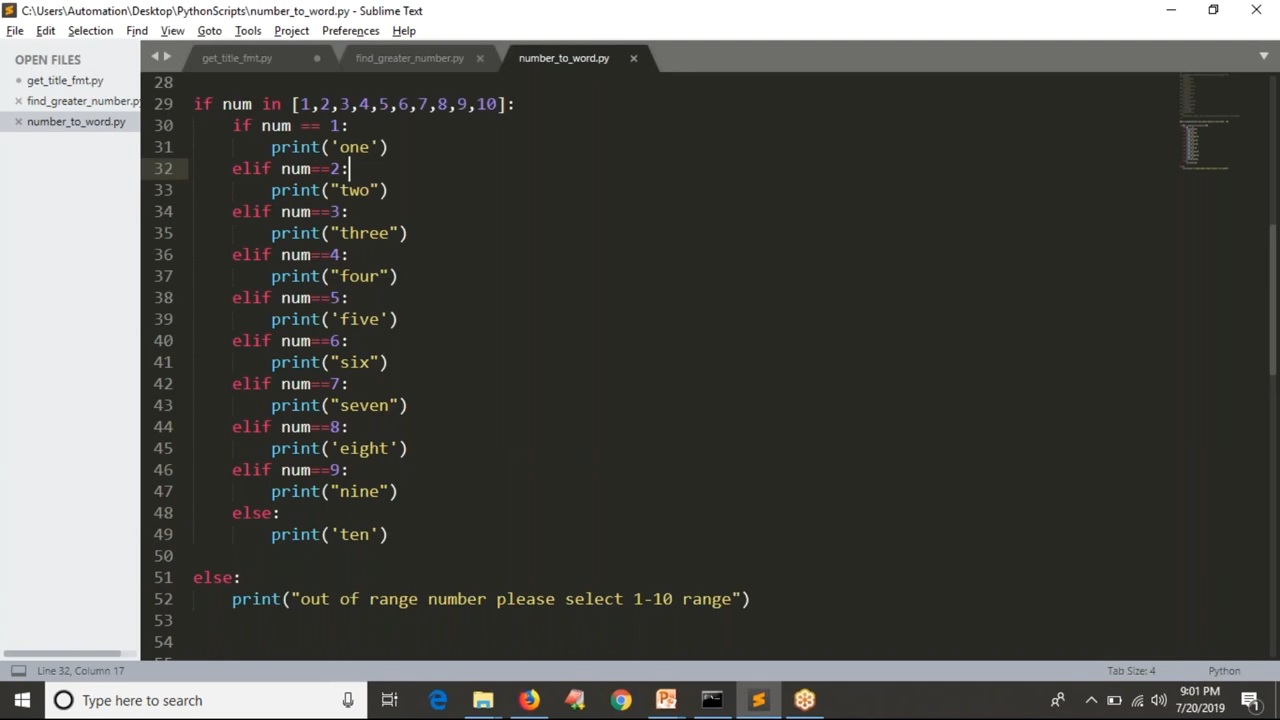 C:\Users\Automation\Desktop\PythonScripts\number_to_word.py - Sublime Text
File Edit Selection Find View Goto Tools Project Preferences Help
OPEN FILES
get_title_fmt.py
find_greater_number.py
number_to_word.py
get_title_fmt.py find_greater_number.py number_to_word.py
28
29 if num in [1,2,3,4,5,6,7,8,9,10]:
30 if num == 1:
31 print('one')
32 elif num==2:
33 print("two")
34 elif num==3:
35 print("three")
36 elif num==4:
37 print("four")
38 elif num==5:
39 print('five')
40 elif num==6:
41 print("six")
42 elif num==7:
43 print("seven")
44 elif num==8:
45 print('eight')
46 elif num==9:
47 print("nine")
48 else:
49 print('ten')
50
51 else:
52 print("out of range number please select 1-10 range")
53
54
Line 32, Column 17 Tab Size: 4 Python
Type here to search
9:01 PM
7/20/2019
1